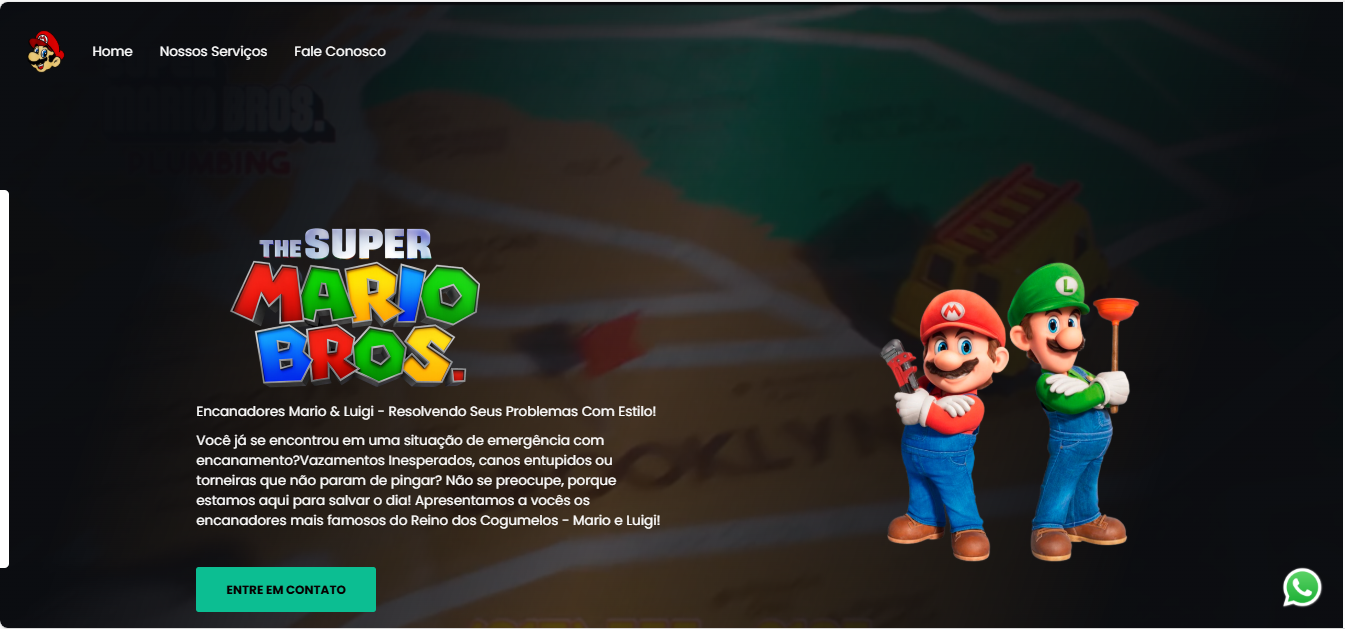 Home Nossos Serviços Fale Conosco
MARIO BROS.
PLUMBING
THE SUPER
MARIO
BROS.
Encanadores Mario & Luigi - Resolvendo Seus Problemas Com Estilo!
Você já se encontrou em uma situação de emergência com
encanamento?Vazamentos Inesperados, canos entupidos ou
torneiras que não param de pingar? Não se preocupe, porque
estamos aqui para salvar o dia! Apresentamos a vocês os
encanadores mais famosos do Reino dos Cogumelos - Mario e Luigi!
M
L
ENTRE EM CONTATO